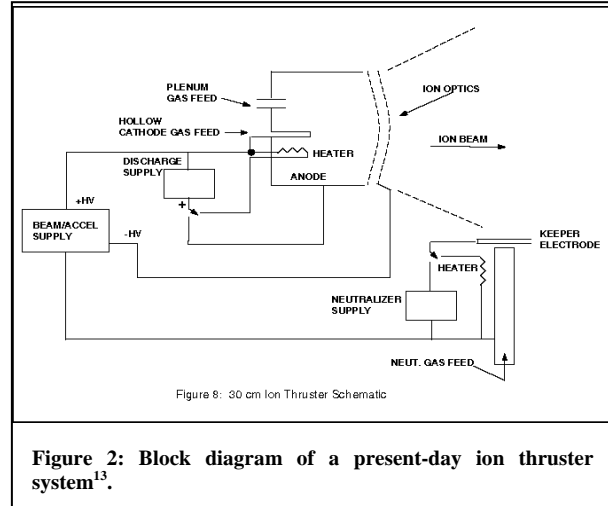 PLENUM
GAS FEED
ION OPTICS
HOLLOW
CATHODE GAS FEED
ION BEAM
HEATER
DISCHARGE
SUPPLY
ANODE
+
+HV
BEAM/ACCEL
SUPPLY
-HV
KEEPER
ELECTRODE
HEATER
NEUTRALIZER
SUPPLY
NEUT. GAS FEED
Figure 8: 30 cm Ion Thruster Schematic
Figure 2: Block diagram of a present-day ion thruster
system13.